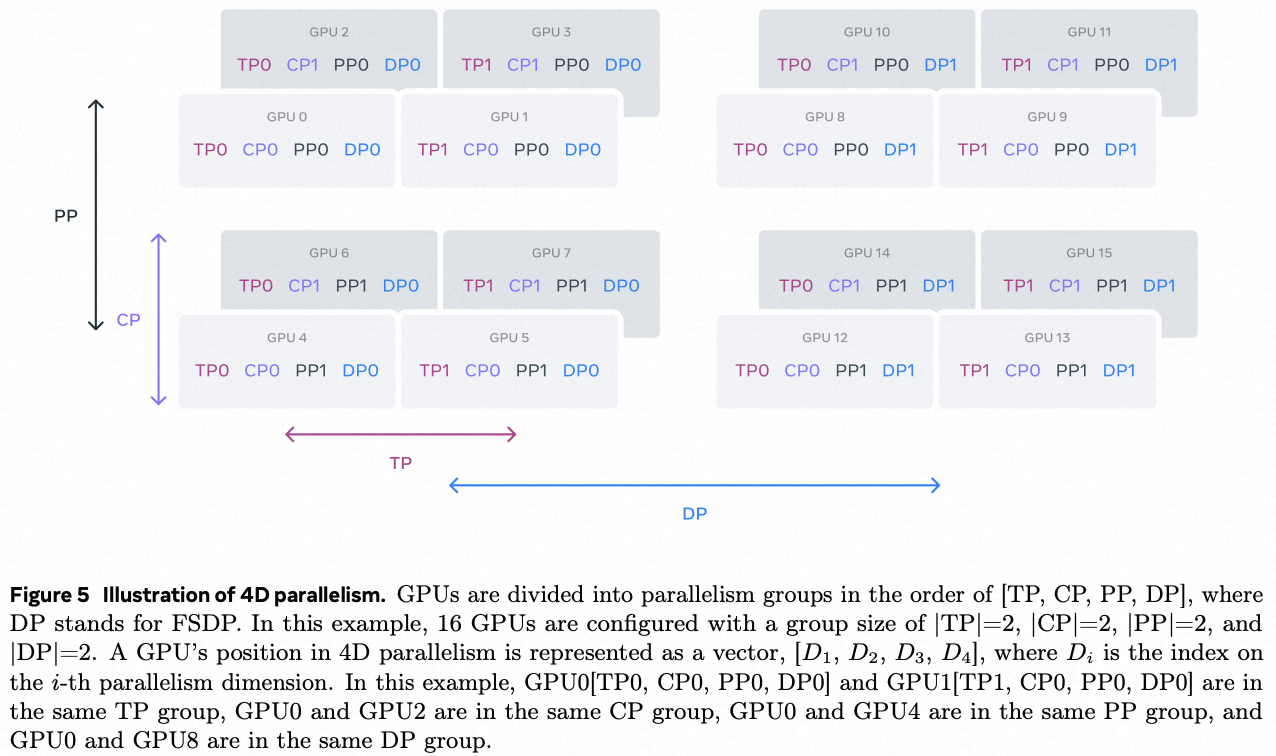 GPU 2 GPU 3 GPU 10 GPU 11
TP0 CP1 PP0 DP0 TP1 CP1 PP0 DP0 TP0 CP1 PP0 DP1 TP1 CP1 PP0 DP1
GPU 0 GPU 1 GPU 8 GPU 9
TP0 CP0 PP0 DP0 TP1 CP0 PP0 DP0 TP0 CP0 PP0 DP1 TP1 CP0 PP0 DP1
PP
GPU 6 GPU 7 GPU 14 GPU 15
TP0 CP1 PP1 DP0 TP1 CP1 PP1 DP0 TP0 CP1 PP1 DP1 TP1 CP1 PP1 DP1
CP
GPU 4 GPU 5 GPU 12 GPU 13
TP0 CP0 PP1 DP0 TP1 CP0 PP1 DP0 TP0 CP0 PP1 DP1 TP1 CP0 PP1 DP1
TP
DP
Figure 5 Illustration of 4D parallelism. GPUs are divided into parallelism groups in the order of [TP, CP, PP, DP], where
DP stands for FSDP. In this example, 16 GPUs are configured with a group size of |TP|=2, |CP|=2, |PP|=2, and
|DP|=2. A GPU’s position in 4D parallelism is represented as a vector, [D₁, D₂, D₃, D₄], where Dᵢ is the index on
the i-th parallelism dimension. In this example, GPU0[TP0, CP0, PP0, DP0] and GPU1[TP1, CP0, PP0, DP0] are in
the same TP group, GPU0 and GPU2 are in the same CP group, GPU0 and GPU4 are in the same PP group, and
GPU0 and GPU8 are in the same DP group.